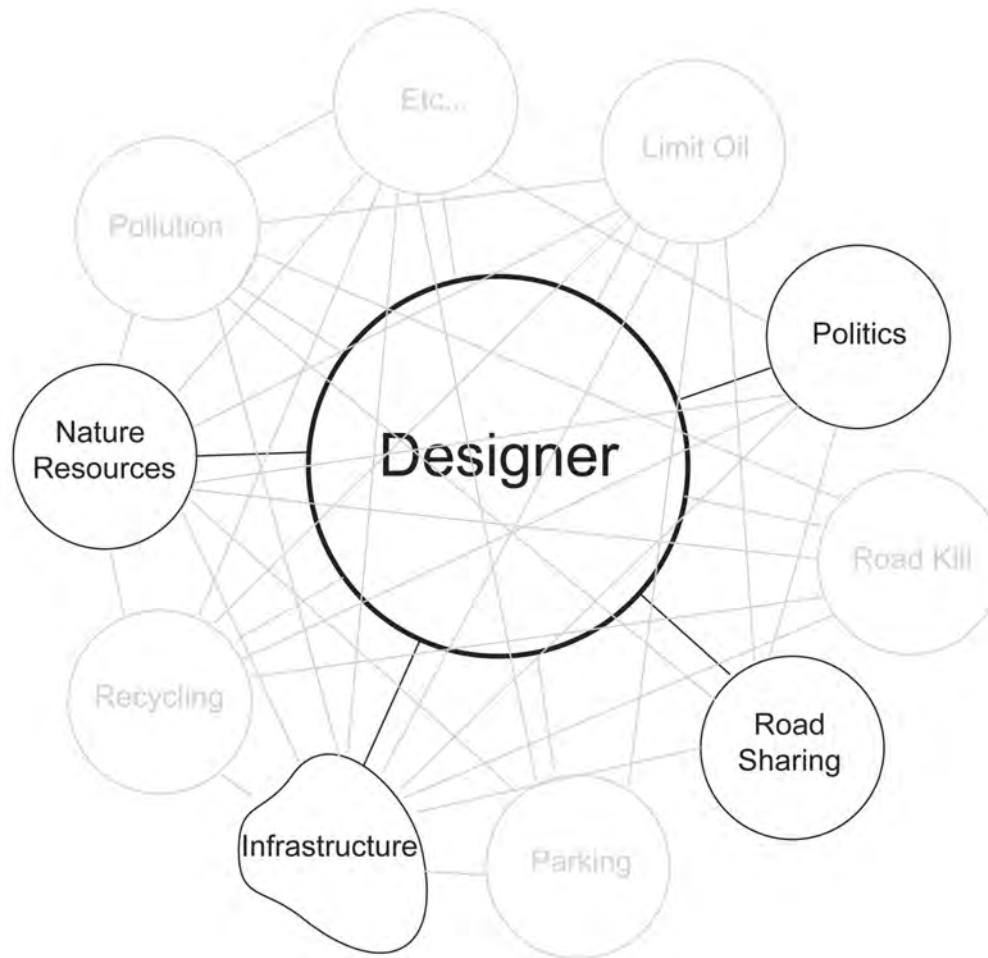 Etc...
Limit Oil
Pollution
Politics
Nature
Resources
Designer
Road KIll
Recycling
Road
Sharing
Infrastructure
Parking